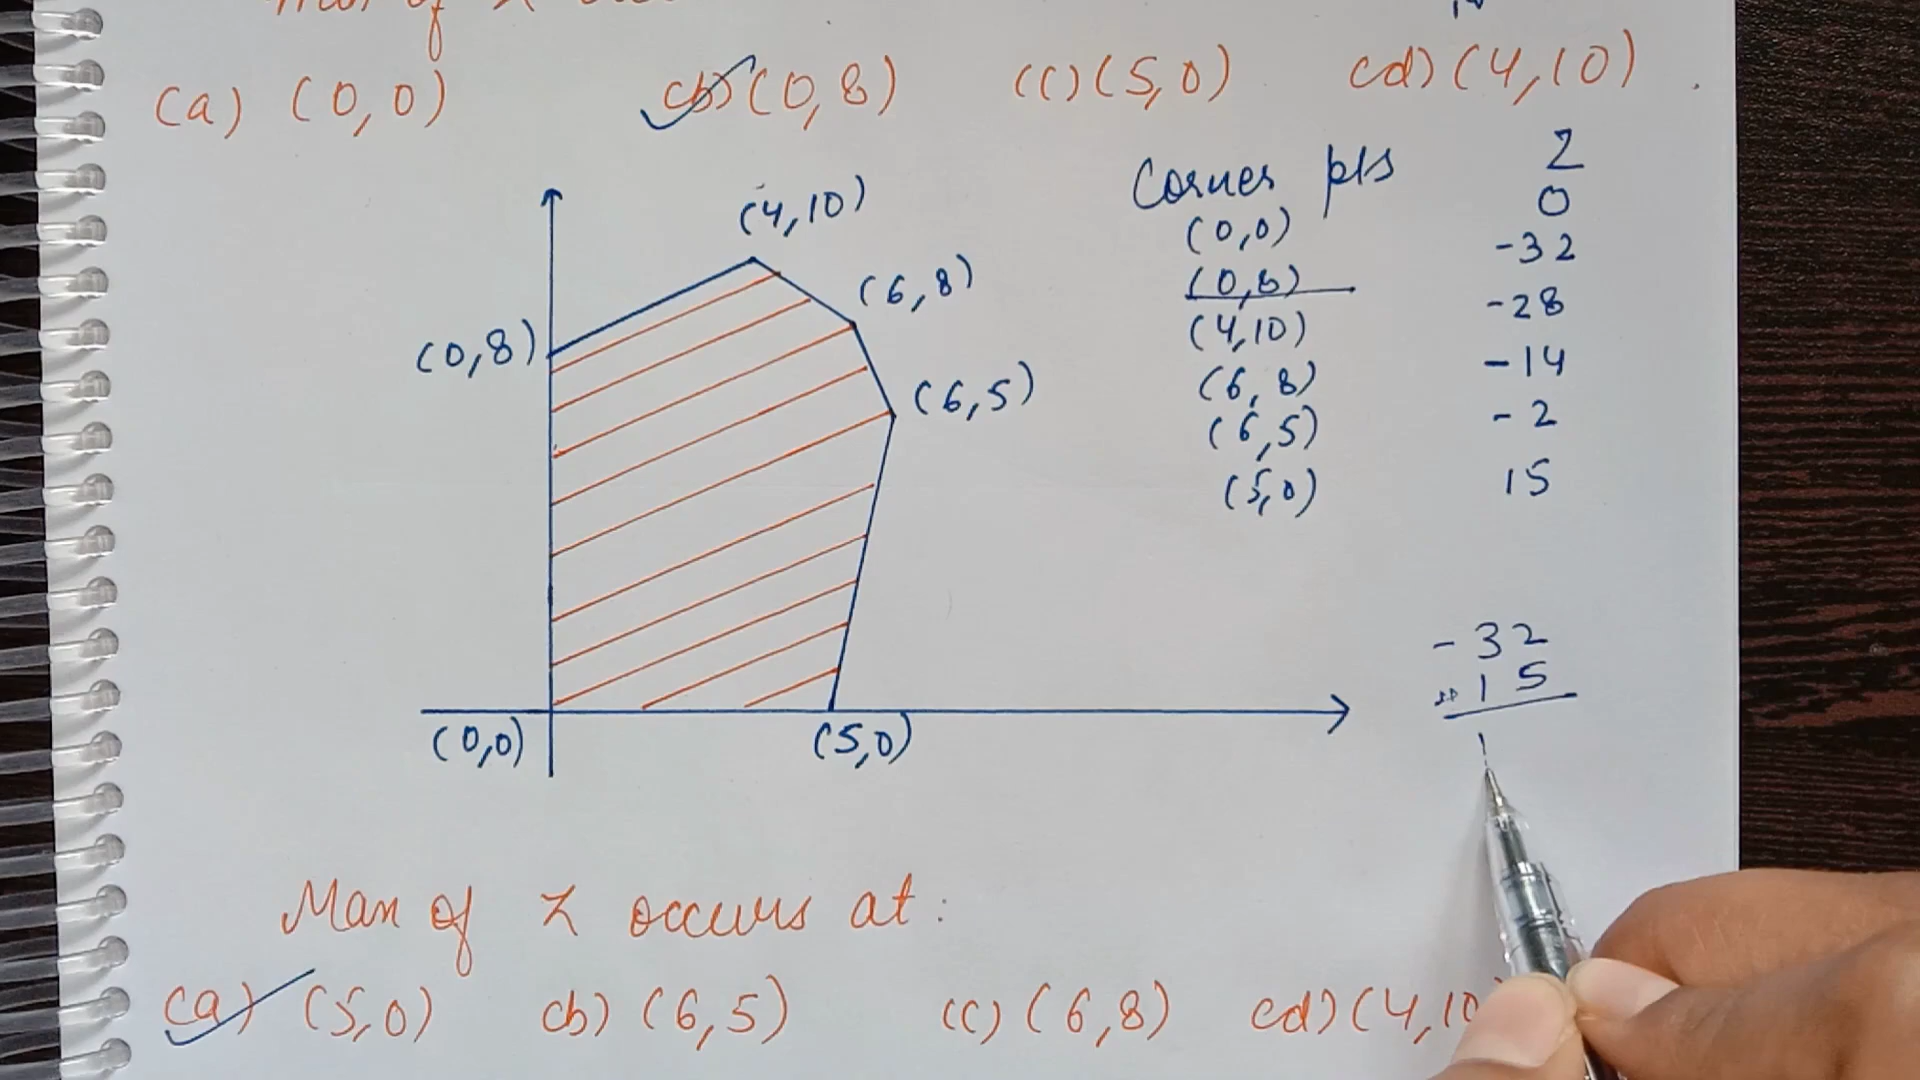 of Z
(a) (0,0) (b) (0,8) (c) (5,0) (d) (4,10)
Corner pts Z
(0,0) 0
(0,8) -32
(4,10) -28
(6,8) -14
(6,5) -2
(5,0) 15
(4,10)
(6,8)
(0,8)
(6,5)
(0,0) (5,0)
-32
15
1
Max of Z occurs at:
(a) (5,0) (b) (6,5) (c) (6,8) (d) (4,10